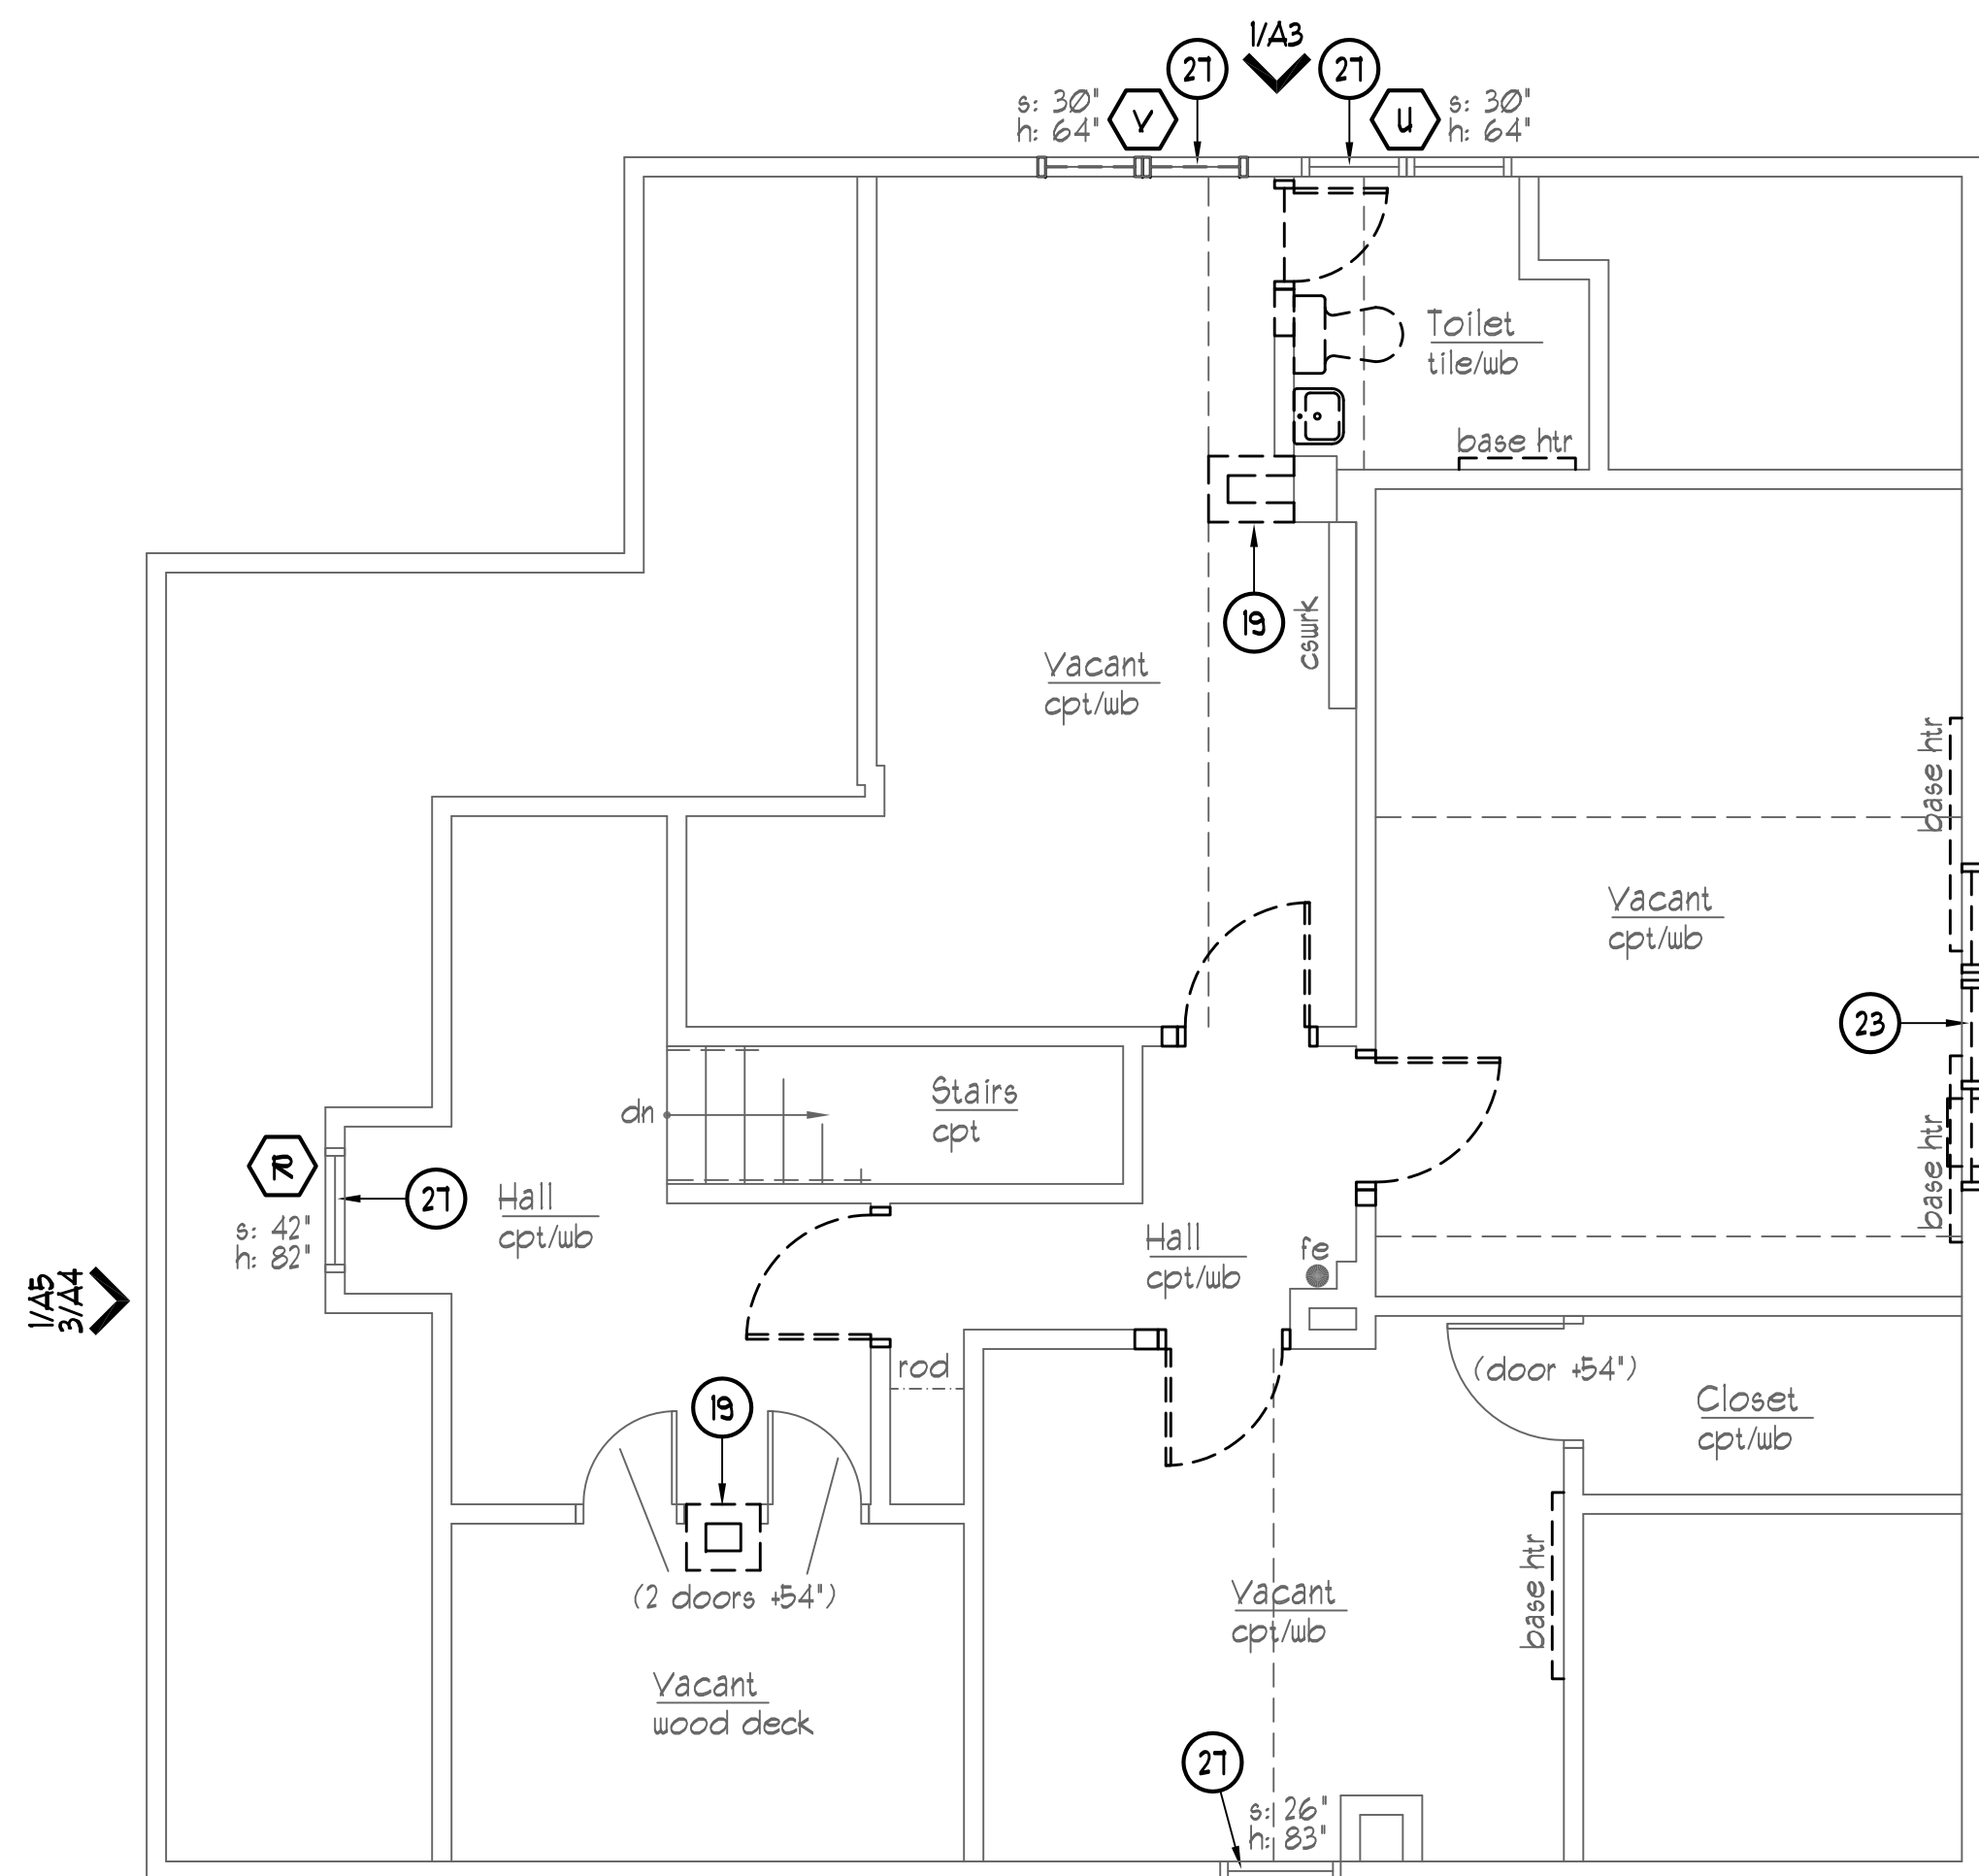 1/A3
27
27
s: 30"
h: 64"
V
U
s: 30"
h: 64"
Toilet
tile/wb
base htr
19
cswrk
Vacant
cpt/wb
base htr
Vacant
cpt/wb
23
Stairs
cpt
dn
base htr
R
27
Hall
cpt/wb
s: 42"
h: 82"
Hall
cpt/wb
fe
1/A5
3/A4
rod
(door +54")
Closet
cpt/wb
19
base htr
(2 doors +54")
Vacant
cpt/wb
Vacant
wood deck
27
s: 26"
h: 83"